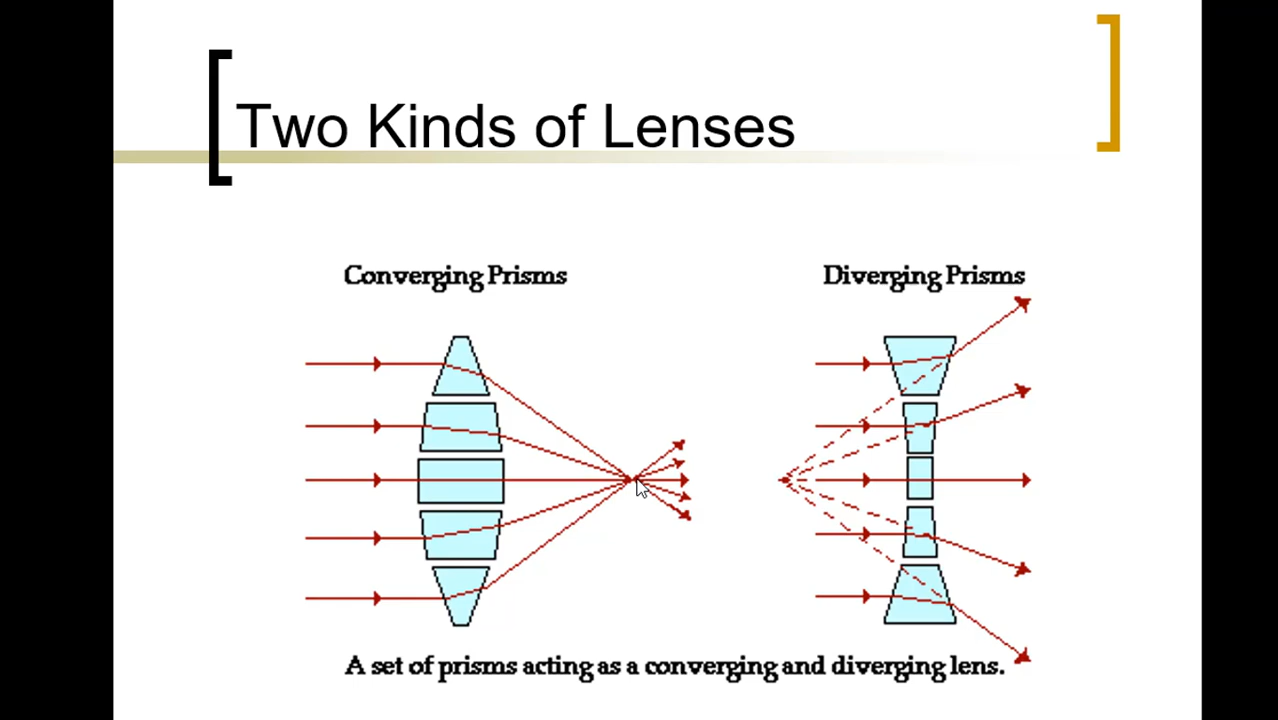 Two Kinds of Lenses
Converging Prisms
Diverging Prisms
A set of prisms acting as a converging and diverging lens.